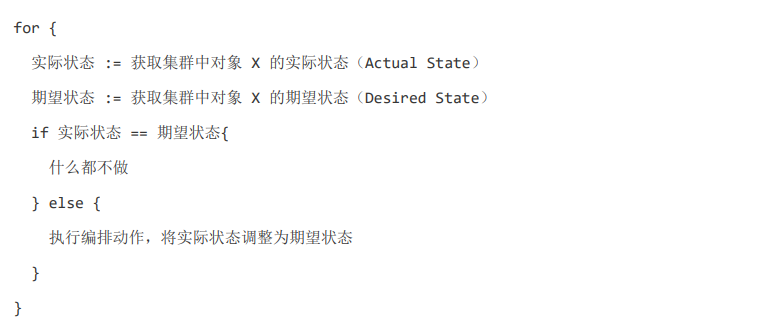 for {
实际状态 := 获取集群中对象 X 的实际状态（Actual State）
期望状态 := 获取集群中对象 X 的期望状态（Desired State）
if 实际状态 == 期望状态{
什么都不做
} else {
执行编排动作，将实际状态调整为期望状态
}
}